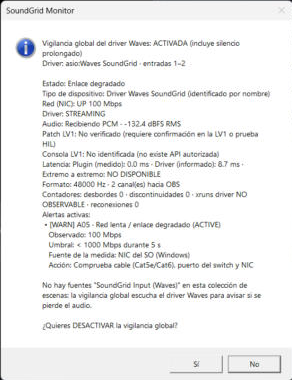 SoundGrid Monitor
Vigilancia global del driver Waves: ACTIVADA (incluye silencio
prolongado)
Driver: asio:Waves SoundGrid · entradas 1–2
Estado: Enlace degradado
Tipo de dispositivo: Driver Waves SoundGrid (identificado por nombre)
Red (NIC): UP 100 Mbps
Driver: STREAMING
Audio: Recibiendo PCM · -132.4 dBFS RMS
Patch LV1: No verificado (requiere confirmación en la LV1 o prueba
HIL)
Consola LV1: No identificada (no existe API autorizada)
Latencia: Plugin (medido): 0.0 ms · Driver (informado): 8.7 ms ·
Extremo a extremo: NO DISPONIBLE
Formato: 48000 Hz · 2 canal(es) hacia OBS
Contadores: desbordes 0 · discontinuidades 0 · xruns driver NO
OBSERVABLE · reconexiones 0
Alertas activas:
• [WARN] A05 · Red lenta / enlace degradado (ACTIVE)
Observado: 100 Mbps
Umbral: < 1000 Mbps durante 5 s
Fuente de la medida: NIC del SO (Windows)
Acción: Comprueba cable (Cat5e/Cat6), puerto del switch y NIC
No hay fuentes "SoundGrid Input (Waves)" en esta colección de
escenas: la vigilancia global escucha el driver Waves para avisar si se
pierde el audio.
¿Quieres DESACTIVAR la vigilancia global?
Sí
No